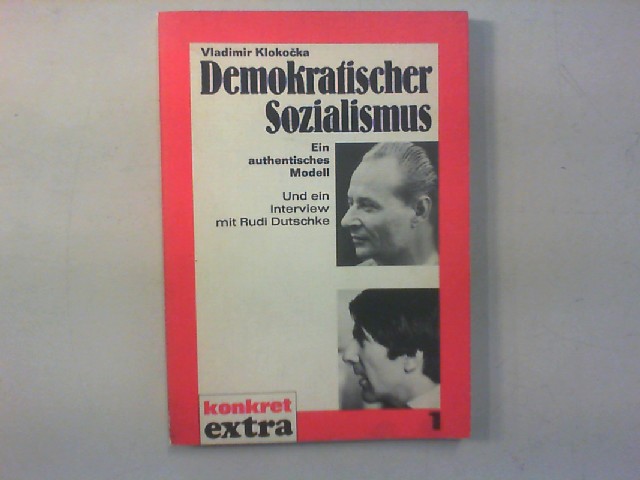 Vladimir Klokočka
Demokratischer
Sozialismus
Ein
authentisches
Modell
Und ein
Interview
mit Rudi Dutschke
konkret
extra
1